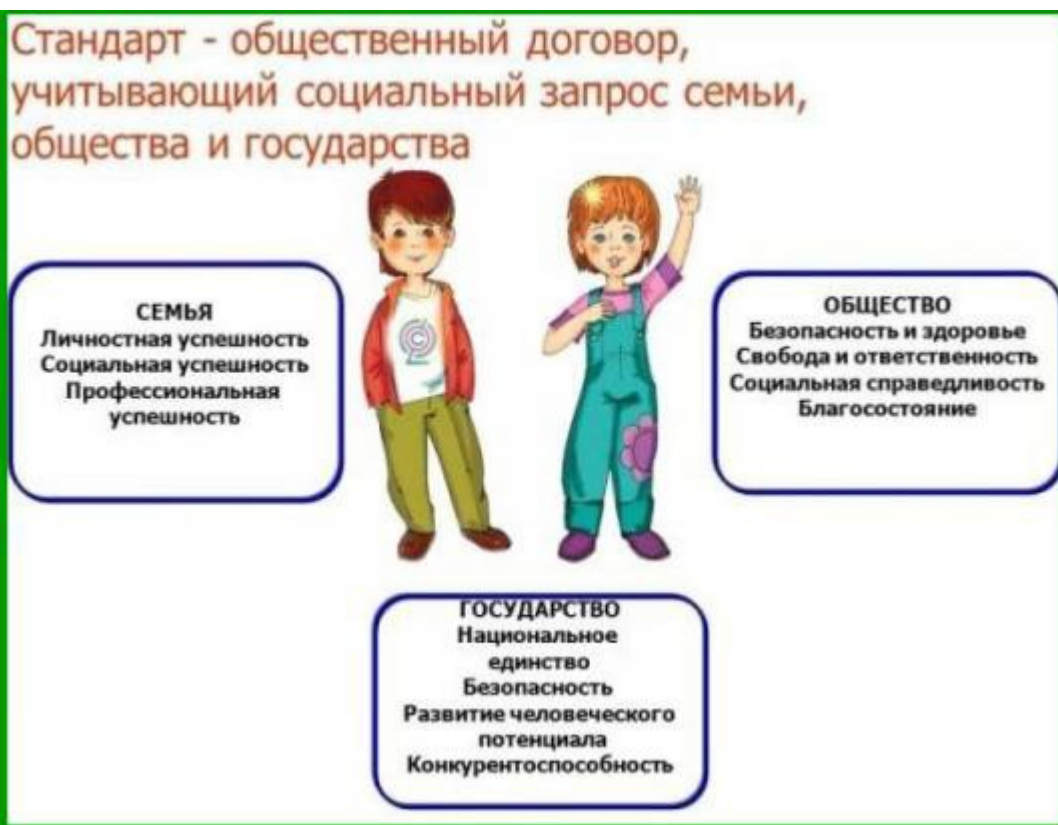 Стандарт - общественный договор,
учитывающий социальный запрос семьи,
общества и государства
СЕМЬЯ
Личностная успешность
Социальная успешность
Профессиональная
успешность
ОБЩЕСТВО
Безопасность и здоровье
Свобода и ответственность
Социальная справедливость
Благосостояние
ГОСУДАРСТВО
Национальное
единство
Безопасность
Развитие человеческого
потенциала
Конкурентоспособность